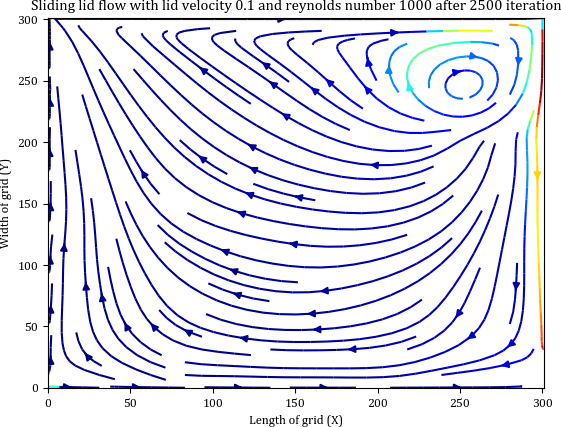 Sliding lid flow with lid velocity 0.1 and reynolds number 1000 after 2500 iteration
300
250
200
150
100
50
0
Width of grid (Y)
0 50 100 150 200 250 300
Length of grid (X)